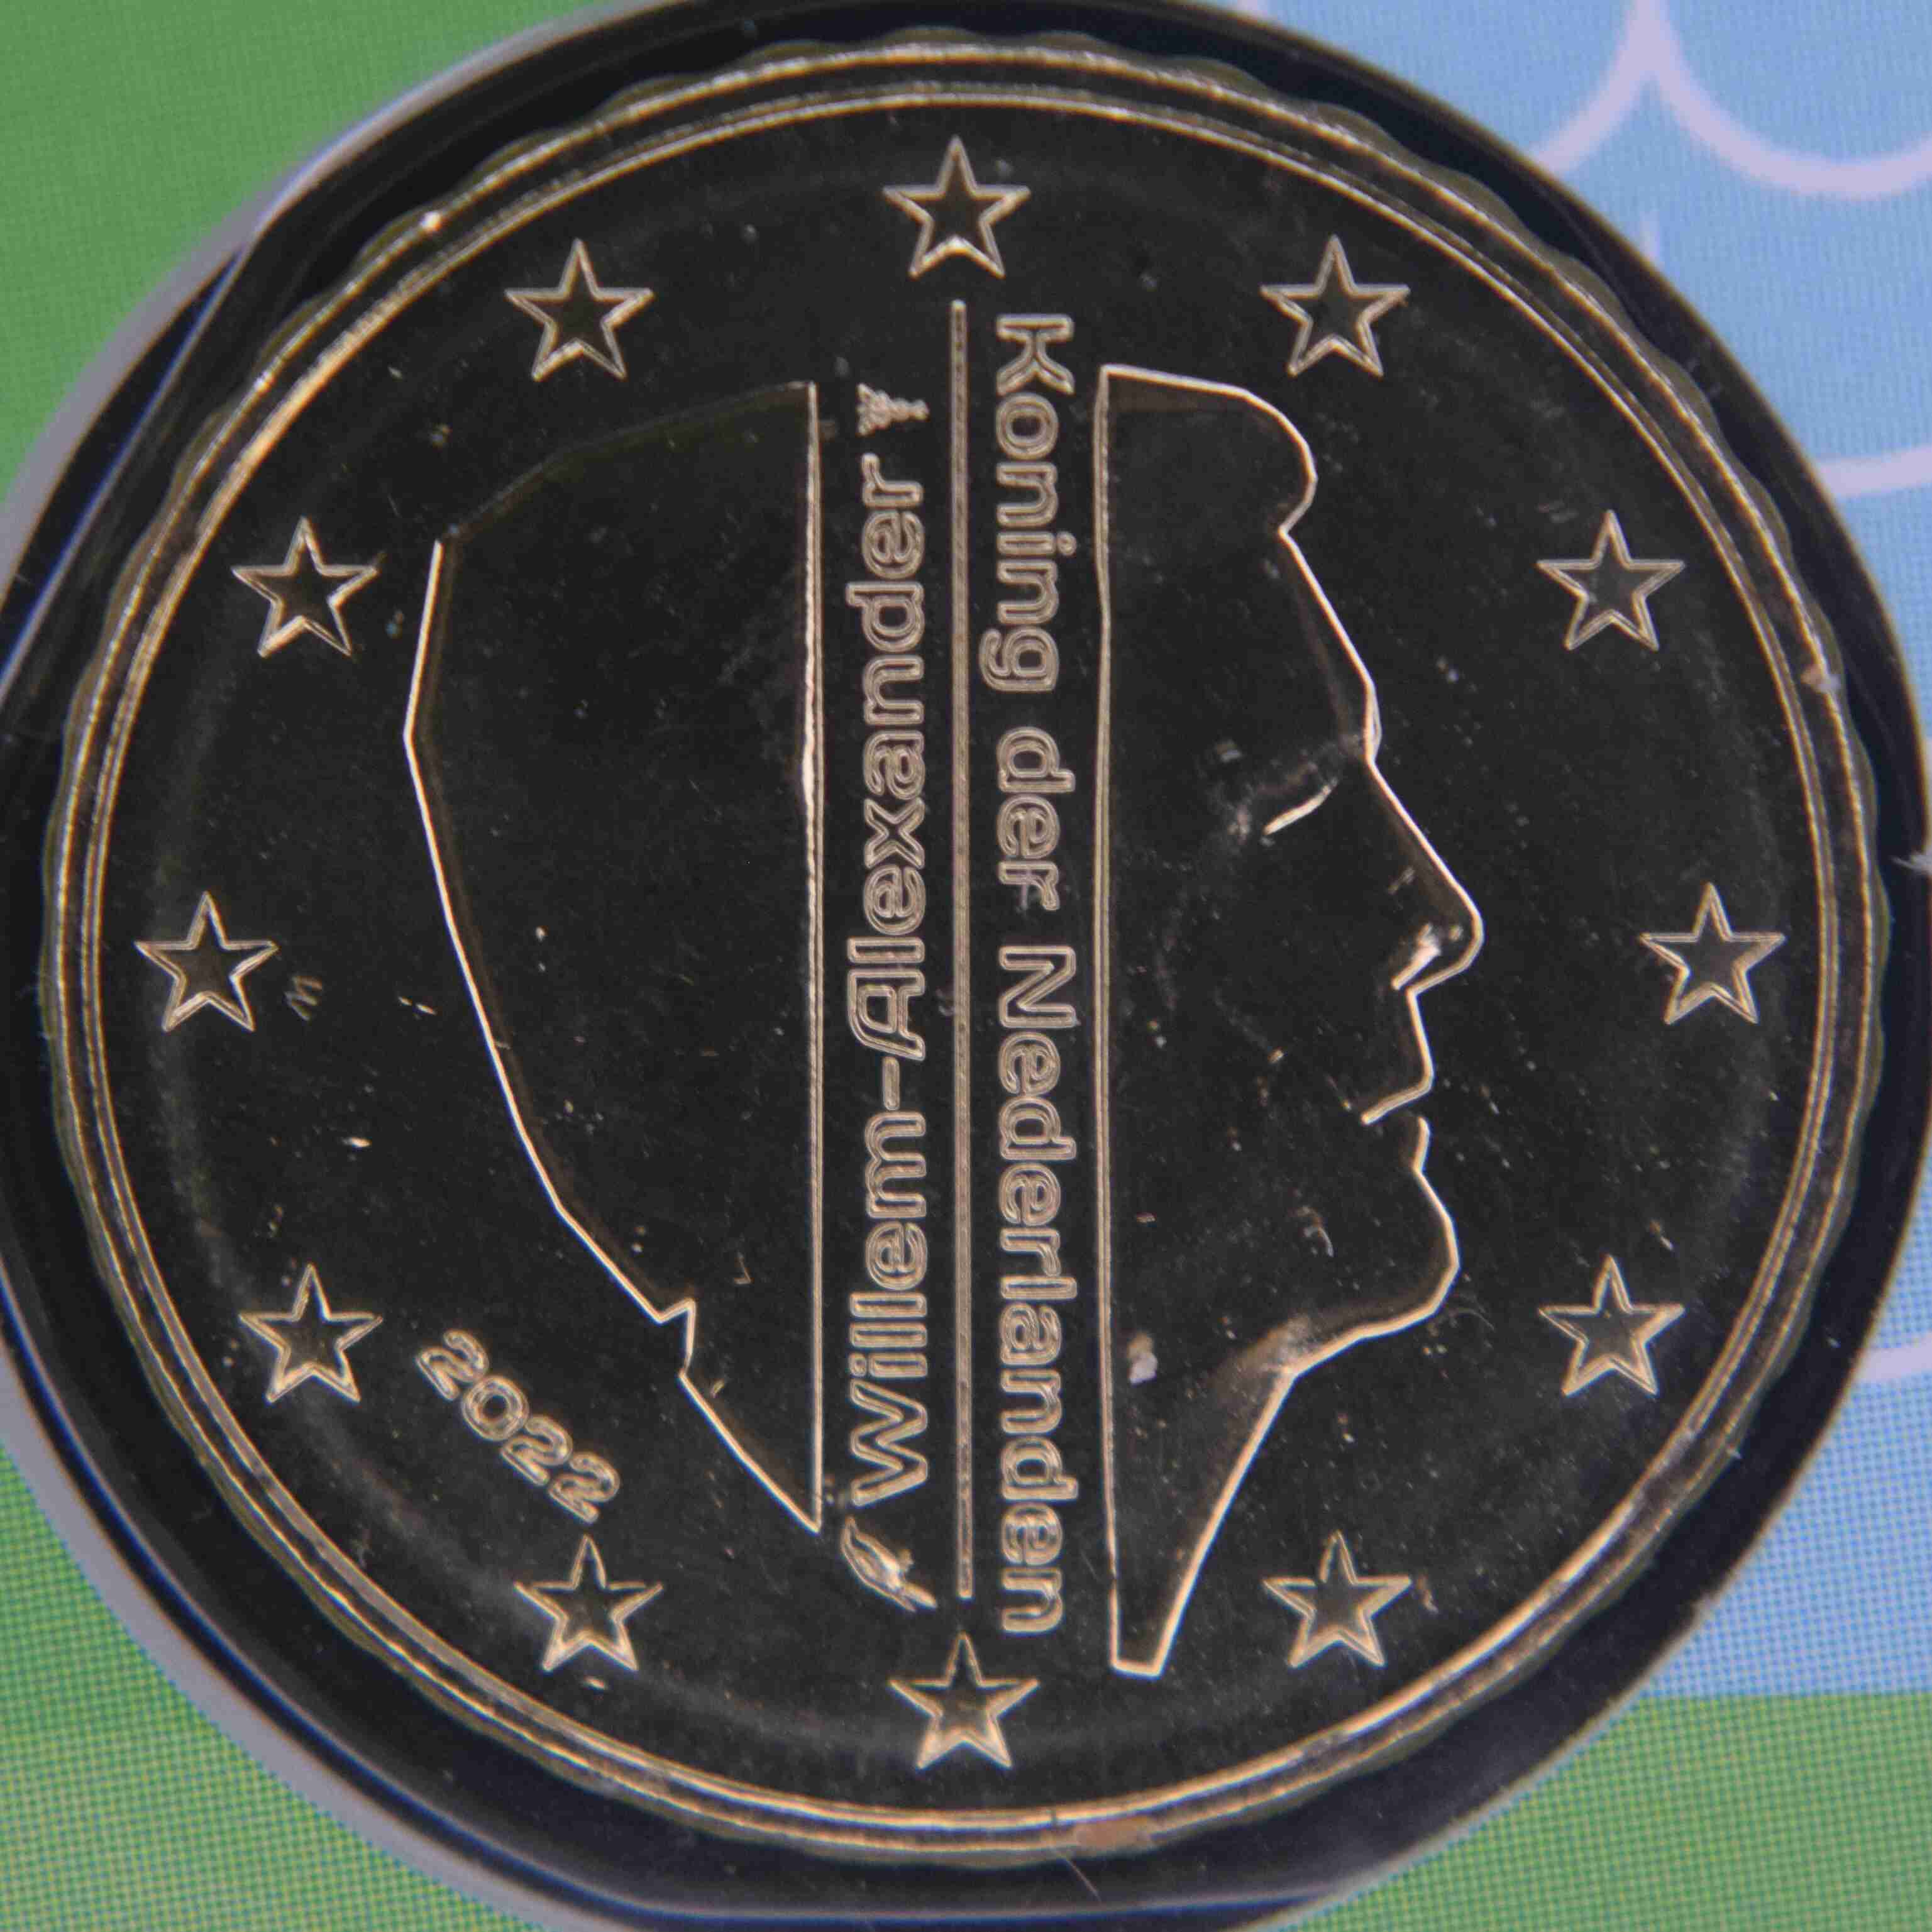 Willem-Alexander
Koning der Nederlanden
2022